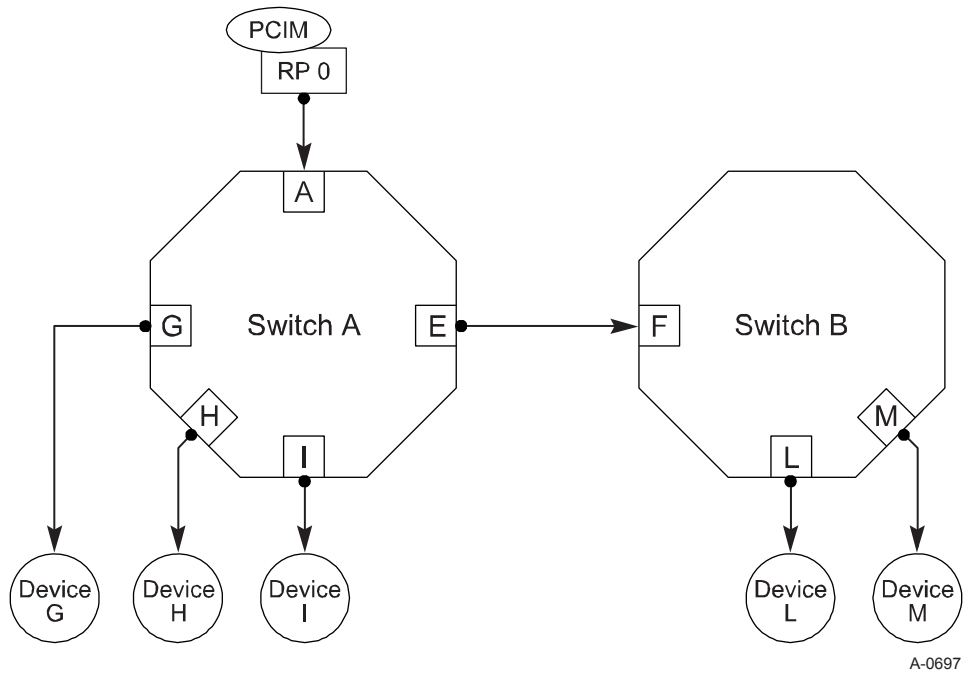 PCIM
RP 0
A
G
Switch A
E
F
Switch B
H
I
L
M
Device
G
Device
H
Device
I
Device
L
Device
M
A-0697